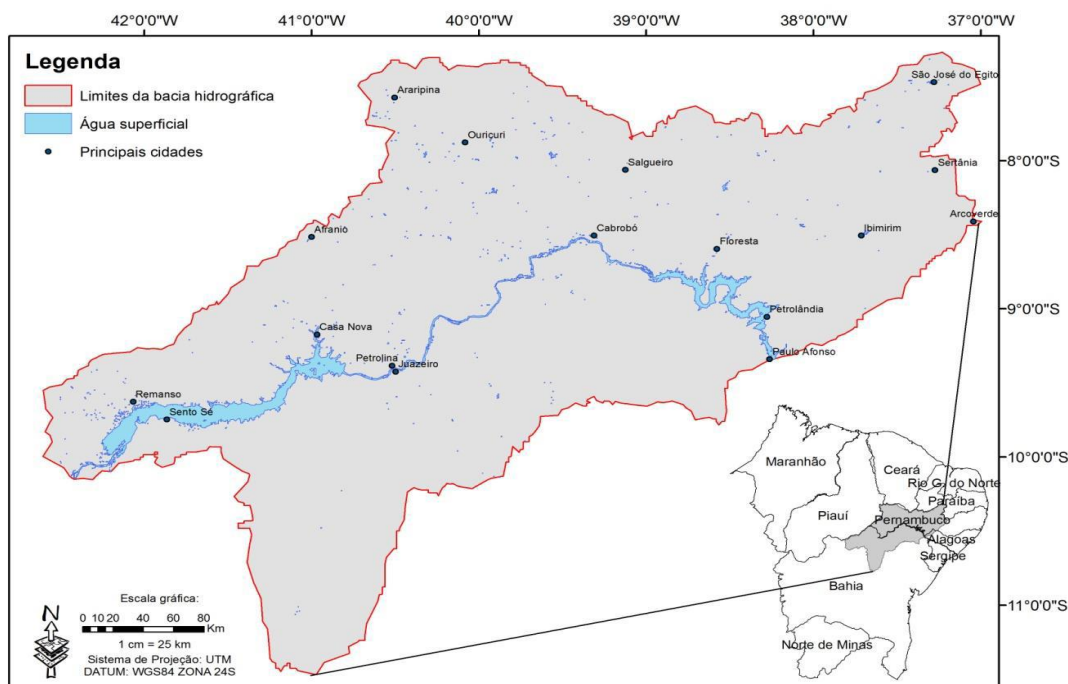 42°0'0"W
41°0'0"W
40°0'0"W
39°0'0"W
38°0'0"W
37°0'0"W
Legenda
Limites da bacia hidrográfica
Água superficial
Principais cidades
São José do Egito
Araripina
Ouriçuri
8°0'0"S
Salgueiro
Sertânia
Arcoverde
Afranio
Cabrobó
Floresta
Ibimirim
9°0'0"S
Petrolândia
Casa Nova
Petrolina
Juazeiro
Paulo Afonso
Remanso
Sento Sé
10°0'0"S
Maranhão
Ceará
Rio G. do Norte
Paraíba
Piauí
Pernambuco
Alagoas
Sergipe
Bahia
Norte de Minas
11°0'0"S
N
Escala gráfica:
0 10 20 40 60 80
Km
1 cm = 25 km
Sistema de Projeção: UTM
DATUM: WGS84 ZONA 24S